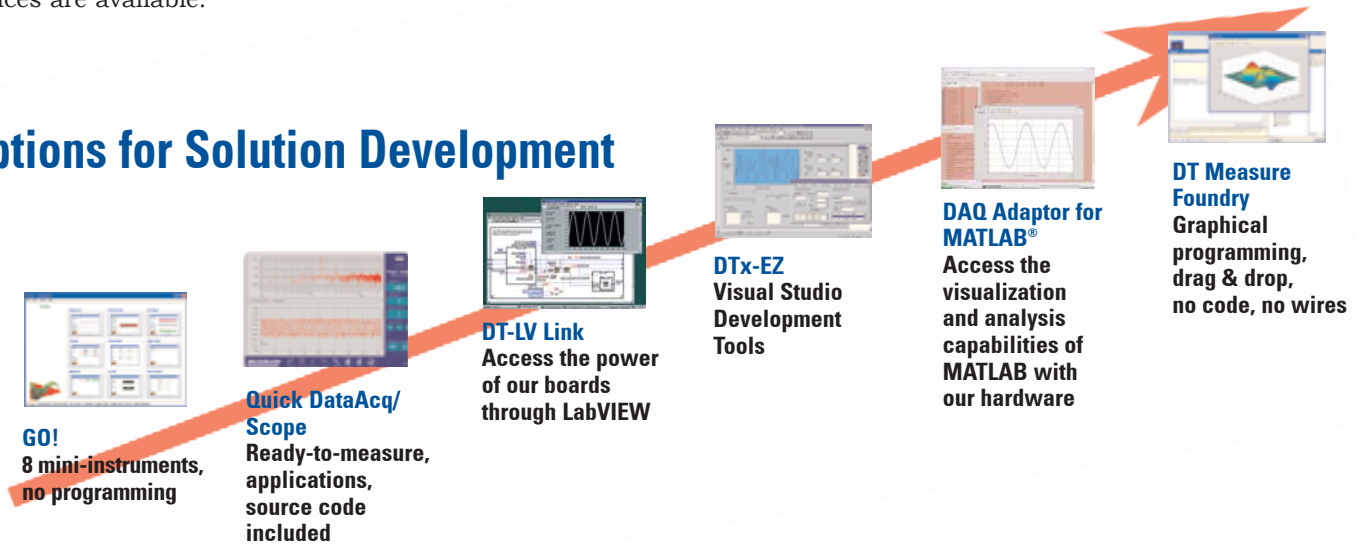 are available.
for Solution Development
GO!
8 mini-instruments,
no programming
Quick DataAcq/
Scope
Ready-to-measure,
applications,
source code
included
DT-LV Link
Access the power
of our boards
through LabVIEW
DTx-EZ
Visual Studio
Development
Tools
DAQ Adaptor for
MATLAB®
Access the
visualization
and analysis
capabilities of
MATLAB with
our hardware
DT Measure
Foundry
Graphical
programming,
drag & drop,
no code, no wires